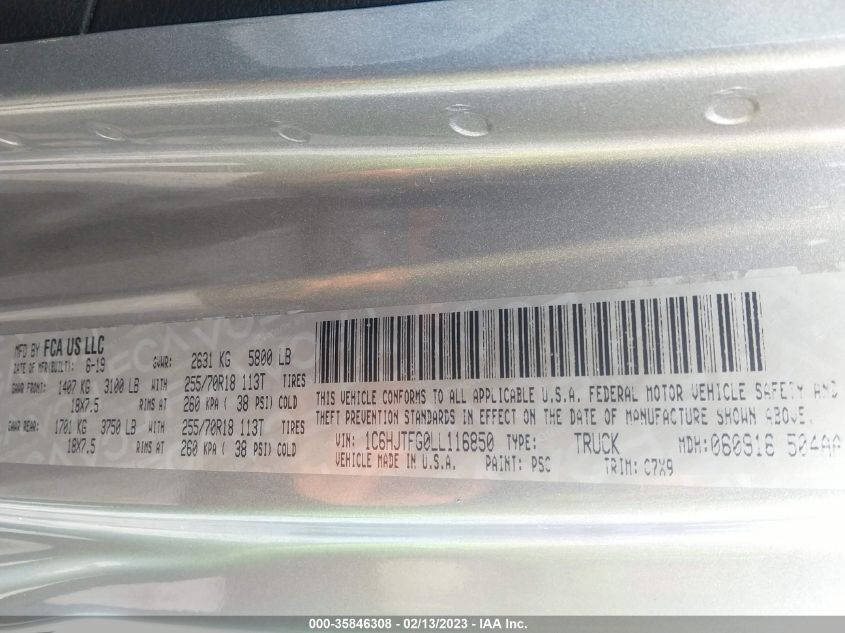 MFD BY FCA US LLC
DATE OF MFR(BUILT): 6-19 GVWR: 2631 KG 5800 LB
GAWR FRONT: 1407 KG 3100 LB WITH 255/70R18 113T TIRES
18X7.5 RIMS AT 260 KPA ( 38 PSI) COLD
GAWR REAR: 1701 KG 3750 LB WITH 255/70R18 113T TIRES
18X7.5 RIMS AT 260 KPA ( 38 PSI) COLD
THIS VEHICLE CONFORMS TO ALL APPLICABLE U.S.A. FEDERAL MOTOR VEHICLE SAFETY AND
THEFT PREVENTION STANDARDS IN EFFECT ON THE DATE OF MANUFACTURE SHOWN ABOVE.
VIN: 1C6HJTFG0LL116850 TYPE: TRUCK MDH: 060918 504AA
VEHICLE MADE IN U.S.A. PAINT: PSC TRIM: C7X9
000-35846308 - 02/13/2023 - IAA Inc.